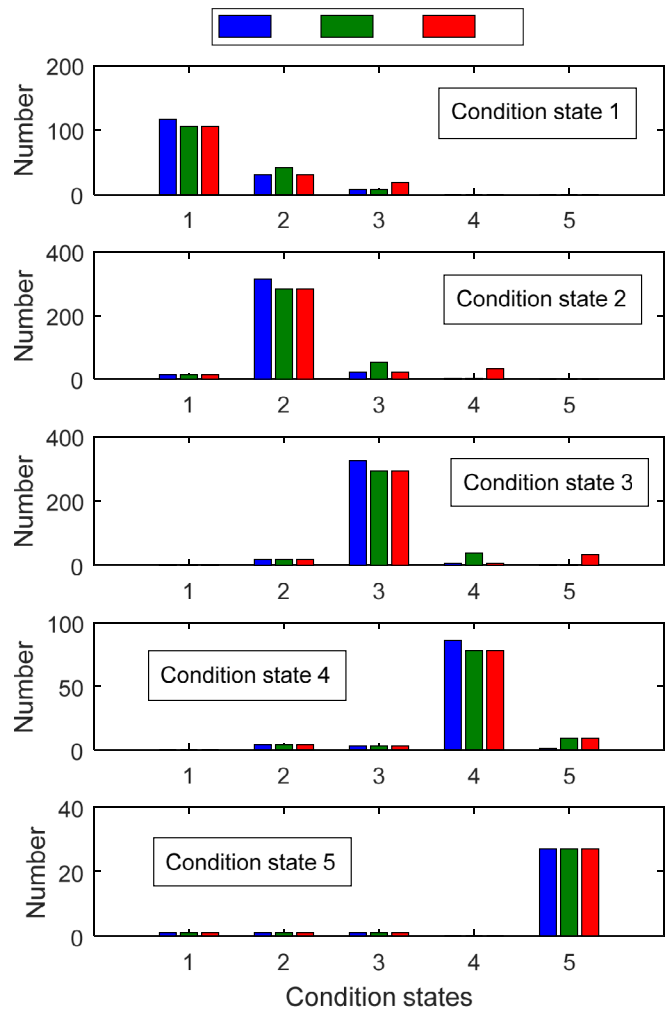 200
100
0
Number
Condition state 1
1 2 3 4 5
400
200
0
Number
Condition state 2
1 2 3 4 5
400
200
0
Number
Condition state 3
1 2 3 4 5
100
50
0
Number
Condition state 4
1 2 3 4 5
40
20
0
Number
Condition state 5
1 2 3 4 5
Condition states